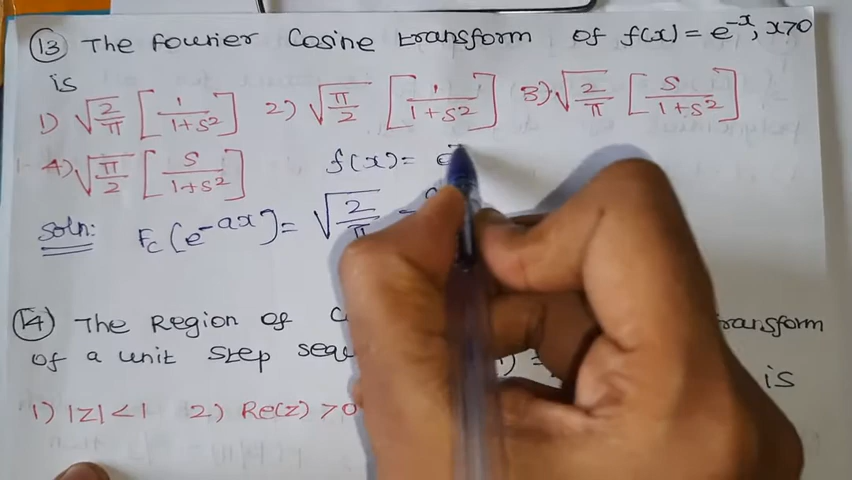 13 The Fourier Cosine transform of f(x) = e^-x, x>0
is
1) √2/π [1/1+s²] 2) √π/2 [1/1+s²] 3) √2/π [s/1+s²]
4) √π/2 [s/1+s²] f(x) =
Soln: Fc(e^-ax) = √2/π
14 The Region of
of a unit step
is
1) |z|<1 2) Re(z) >0